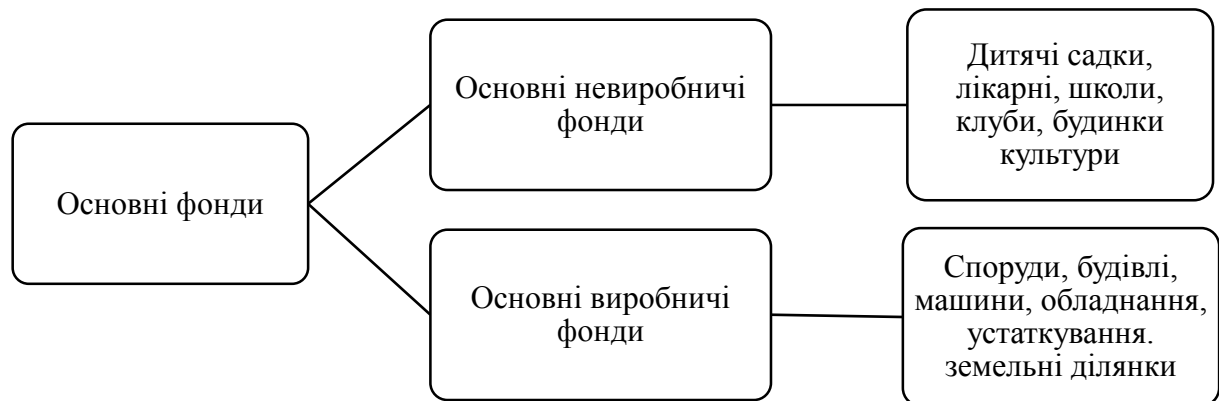 Основні фонди
Основні невиробничі
фонди
Дитячі садки,
лікарні, школи,
клуби, будинки
культури
Основні виробничі
фонди
Споруди, будівлі,
машини, обладнання,
устаткування.
земельні ділянки